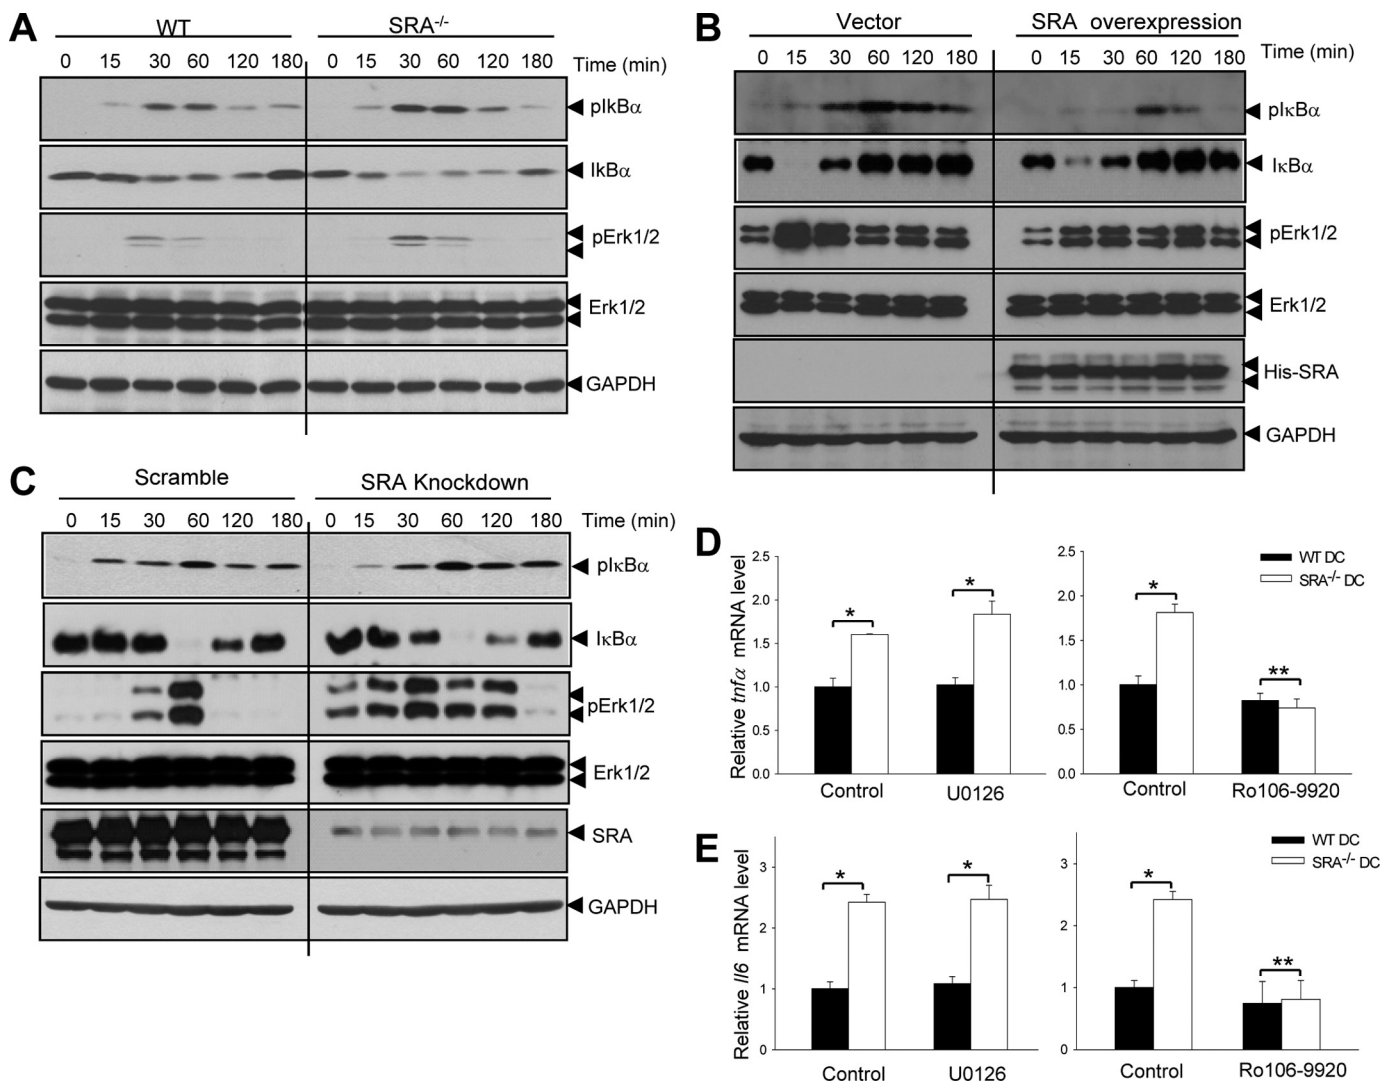 A
WT
SRA-/-
0 15 30 60 120 180 0 15 30 60 120 180 Time (min)
pIkBα
IkBα
pErk1/2
Erk1/2
GAPDH
B
Vector
SRA overexpression
0 15 30 60 120 180 0 15 30 60 120 180 Time (min)
pIκBα
IκBα
pErk1/2
Erk1/2
His-SRA
GAPDH
C
Scramble
SRA Knockdown
0 15 30 60 120 180 0 15 30 60 120 180 Time (min)
pIκBα
IκBα
pErk1/2
Erk1/2
SRA
GAPDH
D
Relative tnfα mRNA level
2.5
2.0
1.5
1.0
0.5
0.0
*
*
Control
U0126
2.5
2.0
1.5
1.0
0.5
0.0
*
**
WT DC
SRA-/- DC
Control
Ro106-9920
E
Relative Il6 mRNA level
3
2
1
0
*
*
Control
U0126
3
2
1
0
*
**
WT DC
SRA-/- DC
Control
Ro106-9920